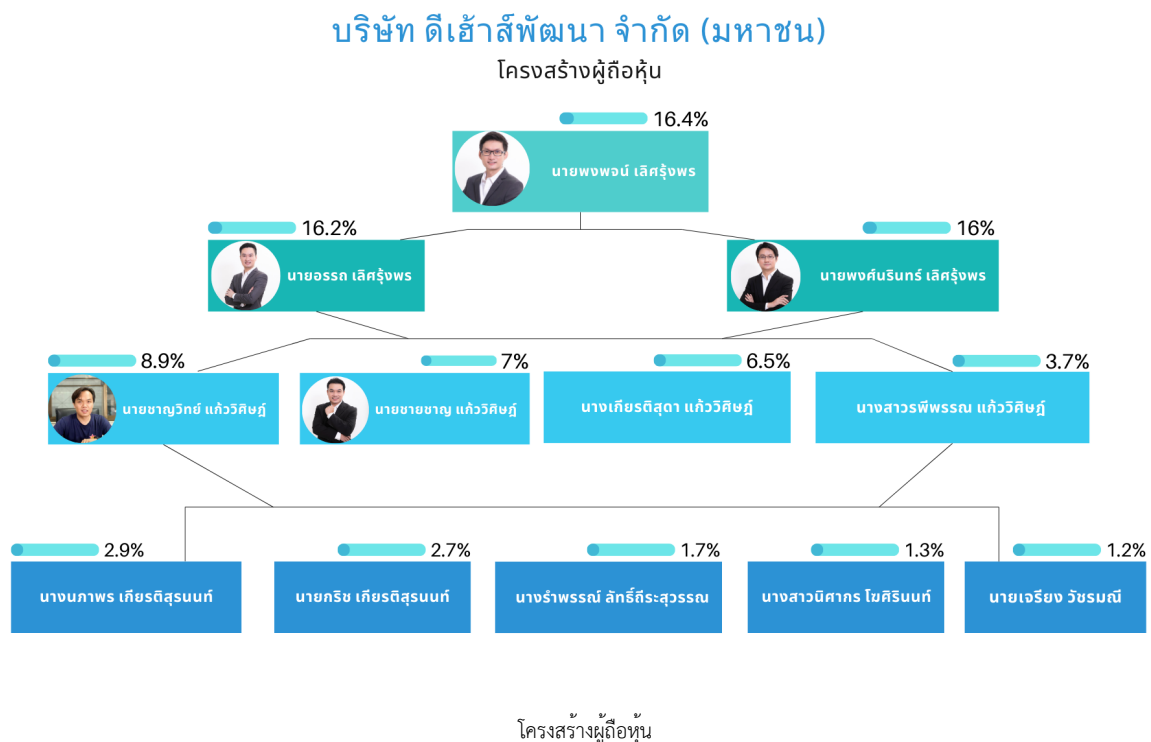 บริษัท ดีเฮ้าส์พัฒนา จำกัด (มหาชน)
โครงสร้างผู้ถือหุ้น
16.4%
นายพงพจน์ เลิศรุ้งพร
16.2%
16%
นายอรรถ เลิศรุ้งพร
นายพงศ์นรินทร์ เลิศรุ้งพร
8.9%
7%
6.5%
3.7%
นายชาญวิทย์ แก้ววิศิษฎ์
นายชายชาญ แก้ววิศิษฎ์
นางเกียรติสุดา แก้ววิศิษฎ์
นางสาวรพีพรรณ แก้ววิศิษฎ์
2.9%
2.7%
1.7%
1.3%
1.2%
นางนภาพร เกียรติสุรนนท์
นายกริช เกียรติสุรนนท์
นางรำพรรณ์ ลัทธิ์ถีระสุวรรณ
นางสาวนิศากร โฆศิรินนท์
นายเจรียง วัชรมณี
โครงสร้างผู้ถือหุ้น